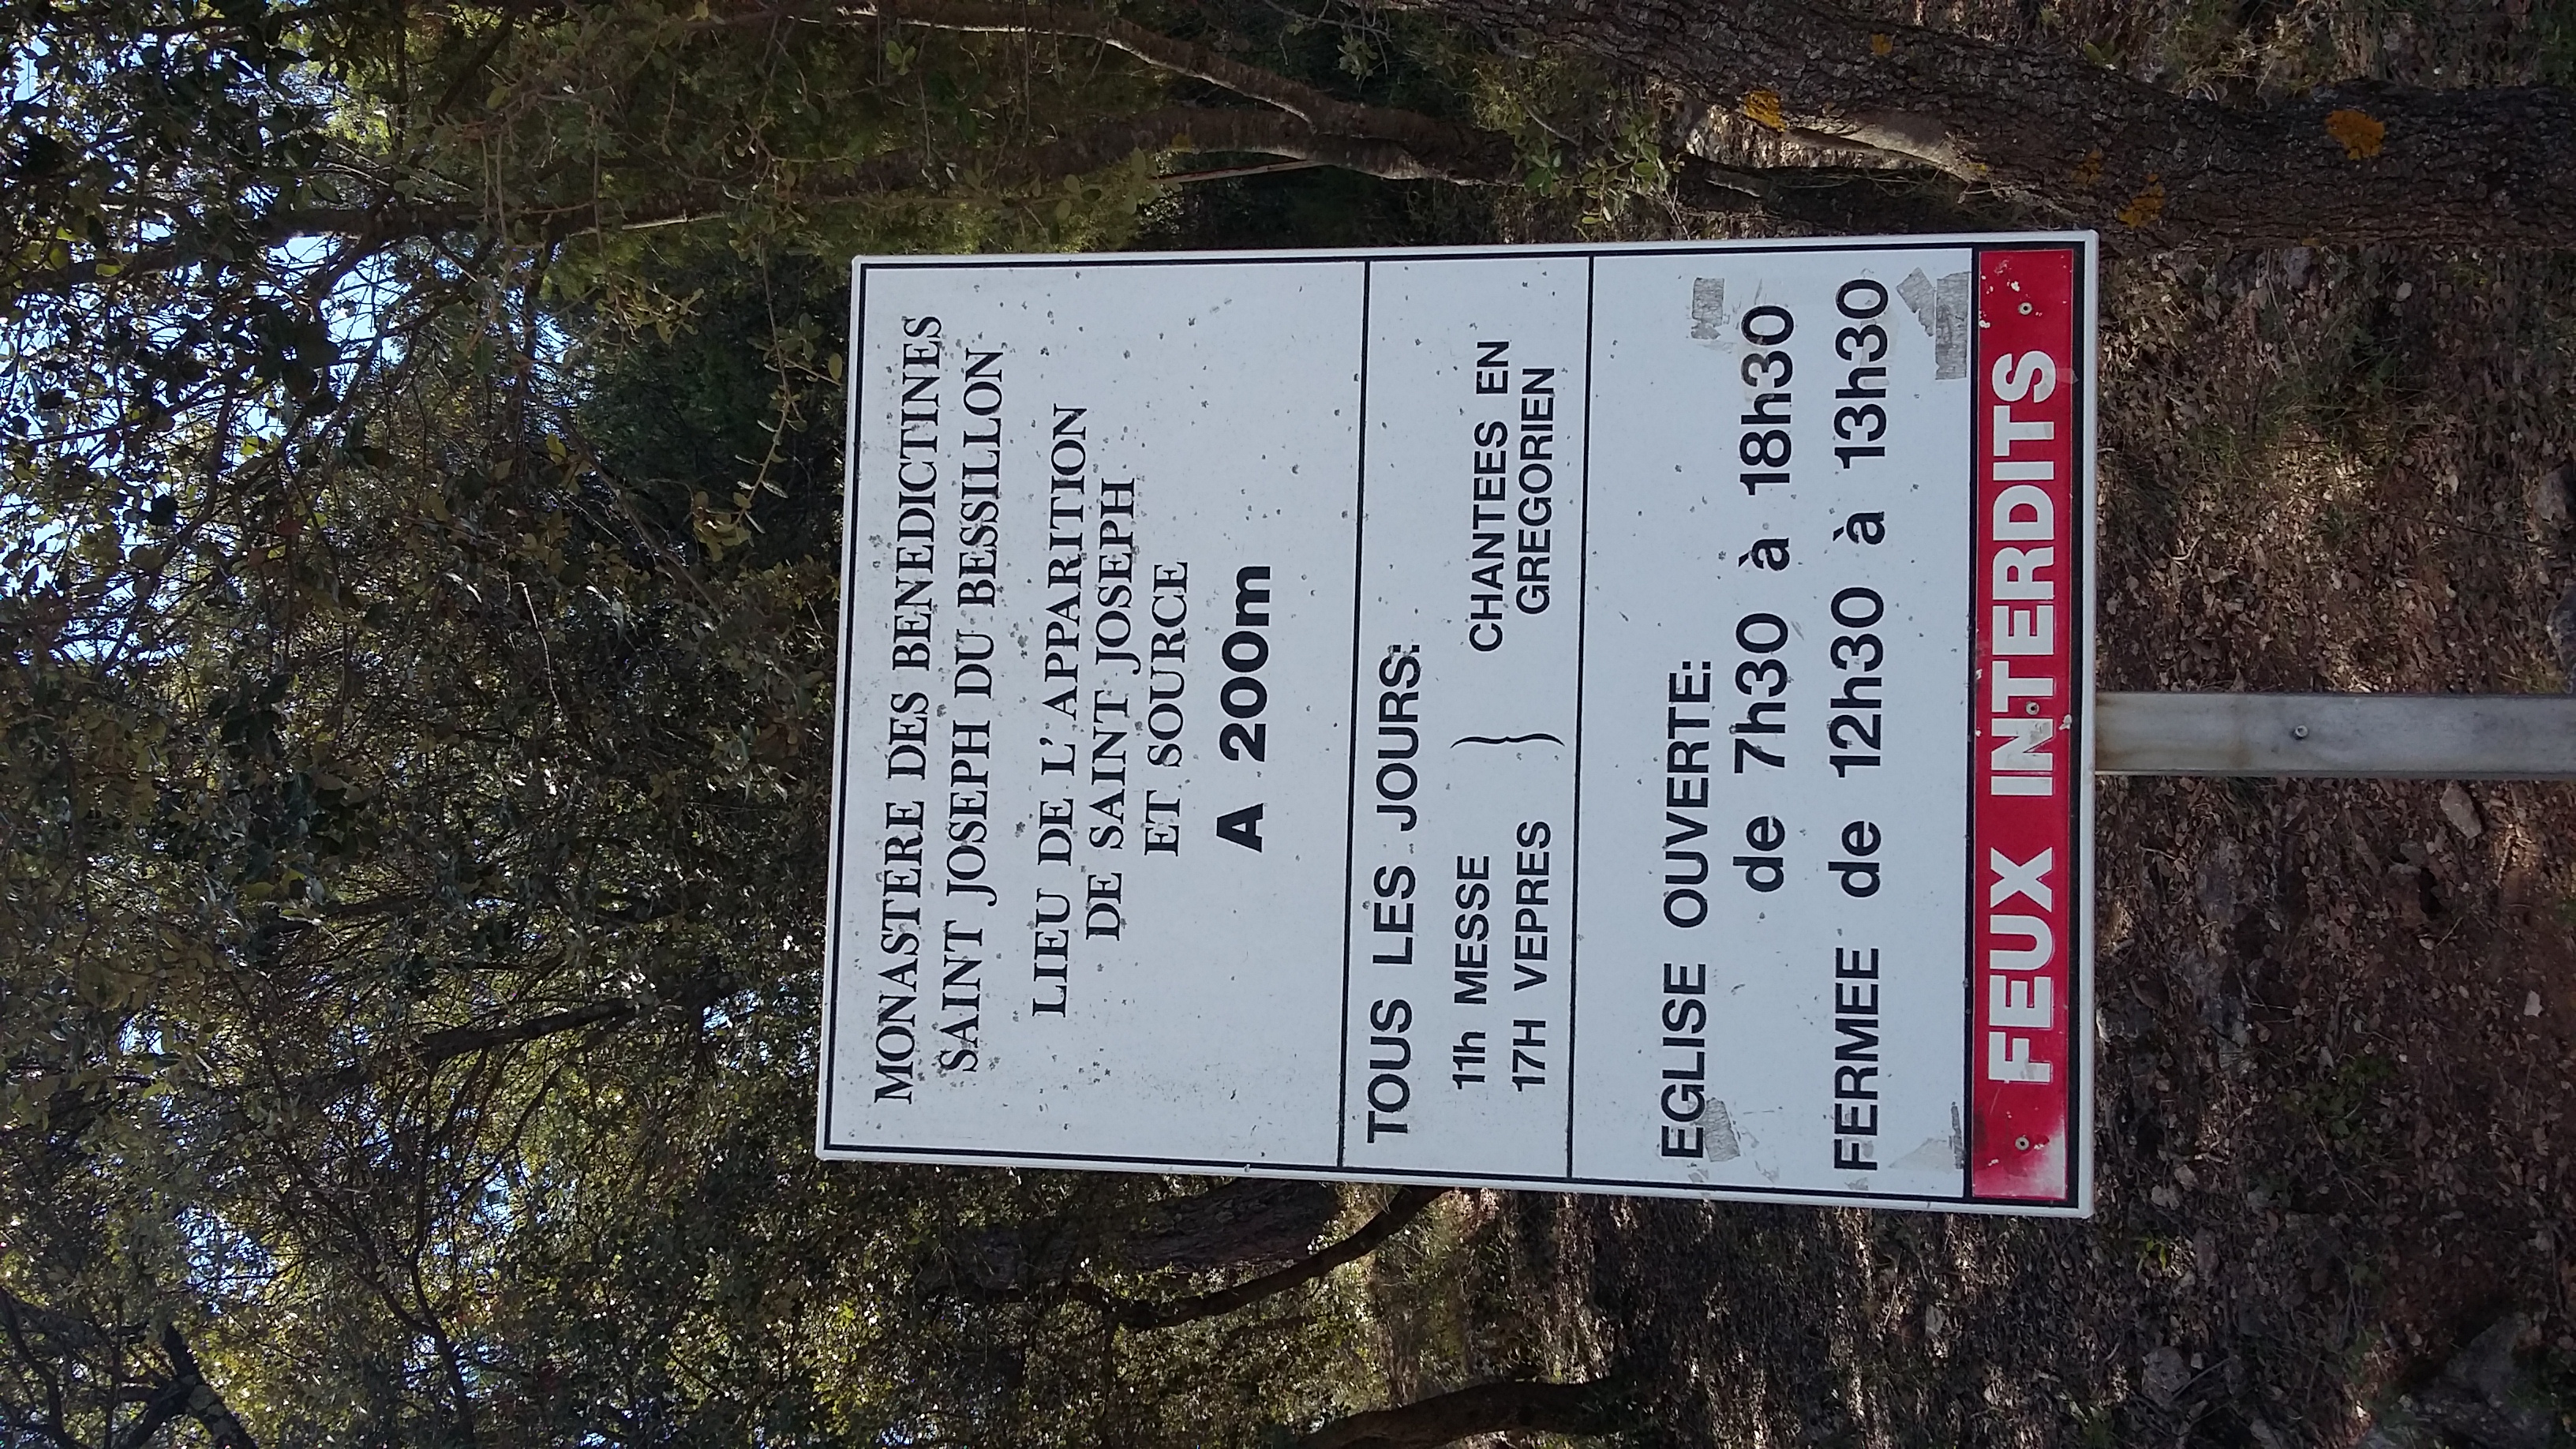 MONASTERE DES BENEDICTINES
SAINT JOSEPH DU BESSILLON
LIEU DE L'APPARITION
DE SAINT JOSEPH
ET SOURCE
A 200m
TOUS LES JOURS:
11h MESSE } CHANTEES EN
17H VEPRES } GREGORIEN
EGLISE OUVERTE:
de 7h30 à 18h30
FERMEE de 12h30 à 13h30
FEUX INTERDITS